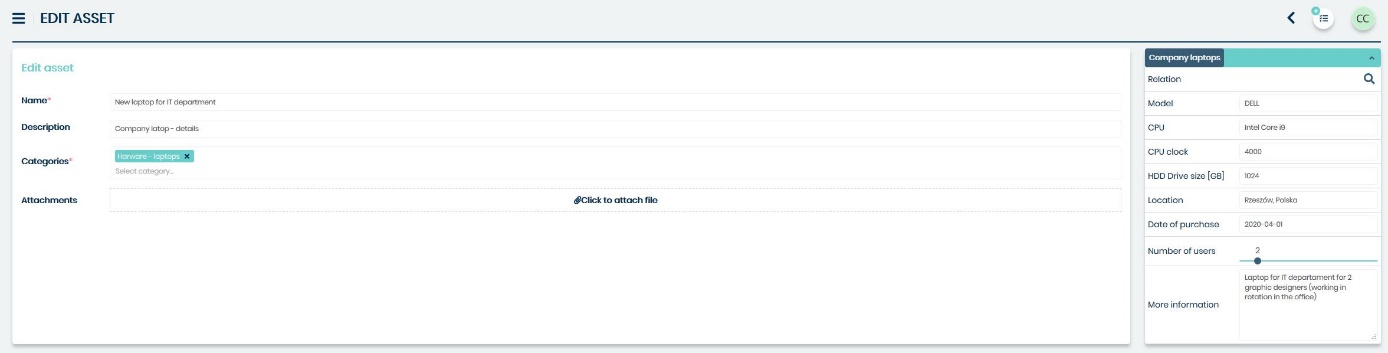 EDIT ASSET
CC
Edit asset
Name*
New laptop for IT department
Description
Company latop - details
Categories*
Harware - laptops
Select category...
Attachments
Click to attach file
Company laptops
Relation
Model
DELL
CPU
Intel Core i9
CPU clock
4000
HDD Drive size [GB]
1024
Location
Rzeszów, Polska
Date of purchase
2020-04-01
Number of users
2
More information
Laptop for IT departament for 2
graphic designers (working in
rotation in the office)